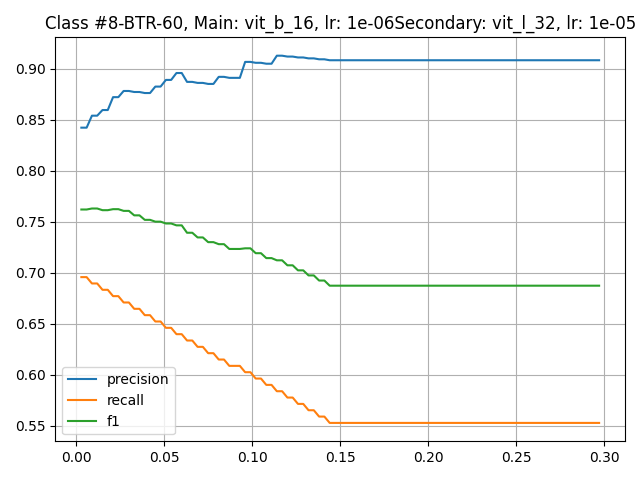 Class #8-BTR-60, Main: vit_b_16, lr: 1e-06Secondary: vit_l_32, lr: 1e-05
0.90
0.85
0.80
0.75
0.70
0.65
0.60
0.55
precision
recall
f1
0.00 0.05 0.10 0.15 0.20 0.25 0.30